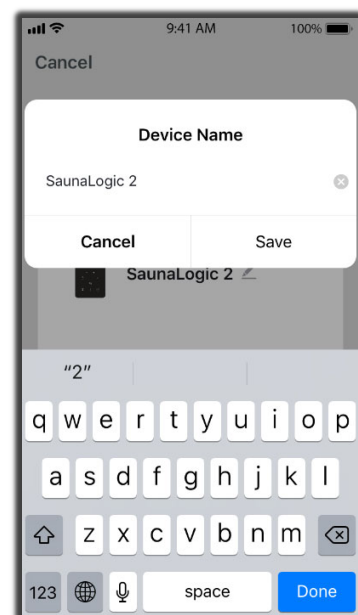 9:41 AM 100%
Cancel
Device Name
SaunaLogic 2
Cancel Save
SaunaLogic 2
"2"
q w e r t y u i o p
a s d f g h j k l
z x c v b n m
123 space Done